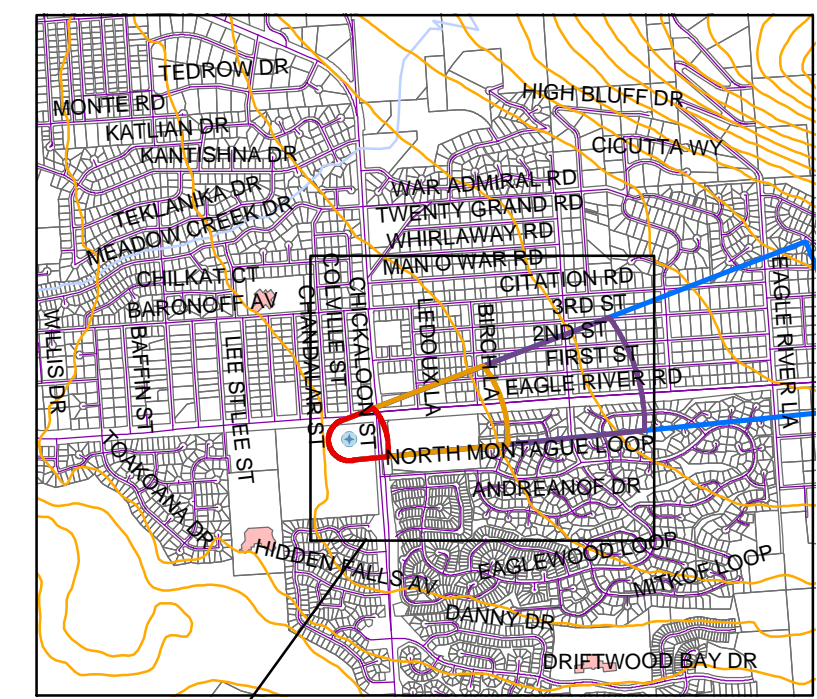 TEDROW DR
HIGH BLUFF DR
MONTE RD
KATLIAN DR
CICUTTA WY
KANTISHNA DR
WAR ADMIRAL RD
TEKLANIKA DR
TWENTY GRAND RD
MEADOW CREEK DR
WHIRLAWAY RD
MAN O WAR RD
CHILKAT CT
CITATION RD
BARONOFF AV
3RD ST
2ND ST
FIRST ST
EAGLE RIVER RD
WILLIS DR
BAFFIN ST
LEE ST
LEE ST
CHANDALAR ST
COLVILLE ST
CHICKALOON ST
LEDOUX LA
BIRCH LA
EAGLE RIVER LA
NORTH MONTAGUE LOOP
TOAKOANA DR
ANDREANOF DR
HIDDEN FALLS AV
EAGLEWOOD LOOP
MITKOF LOOP
DANNY DR
DRIFTWOOD BAY DR